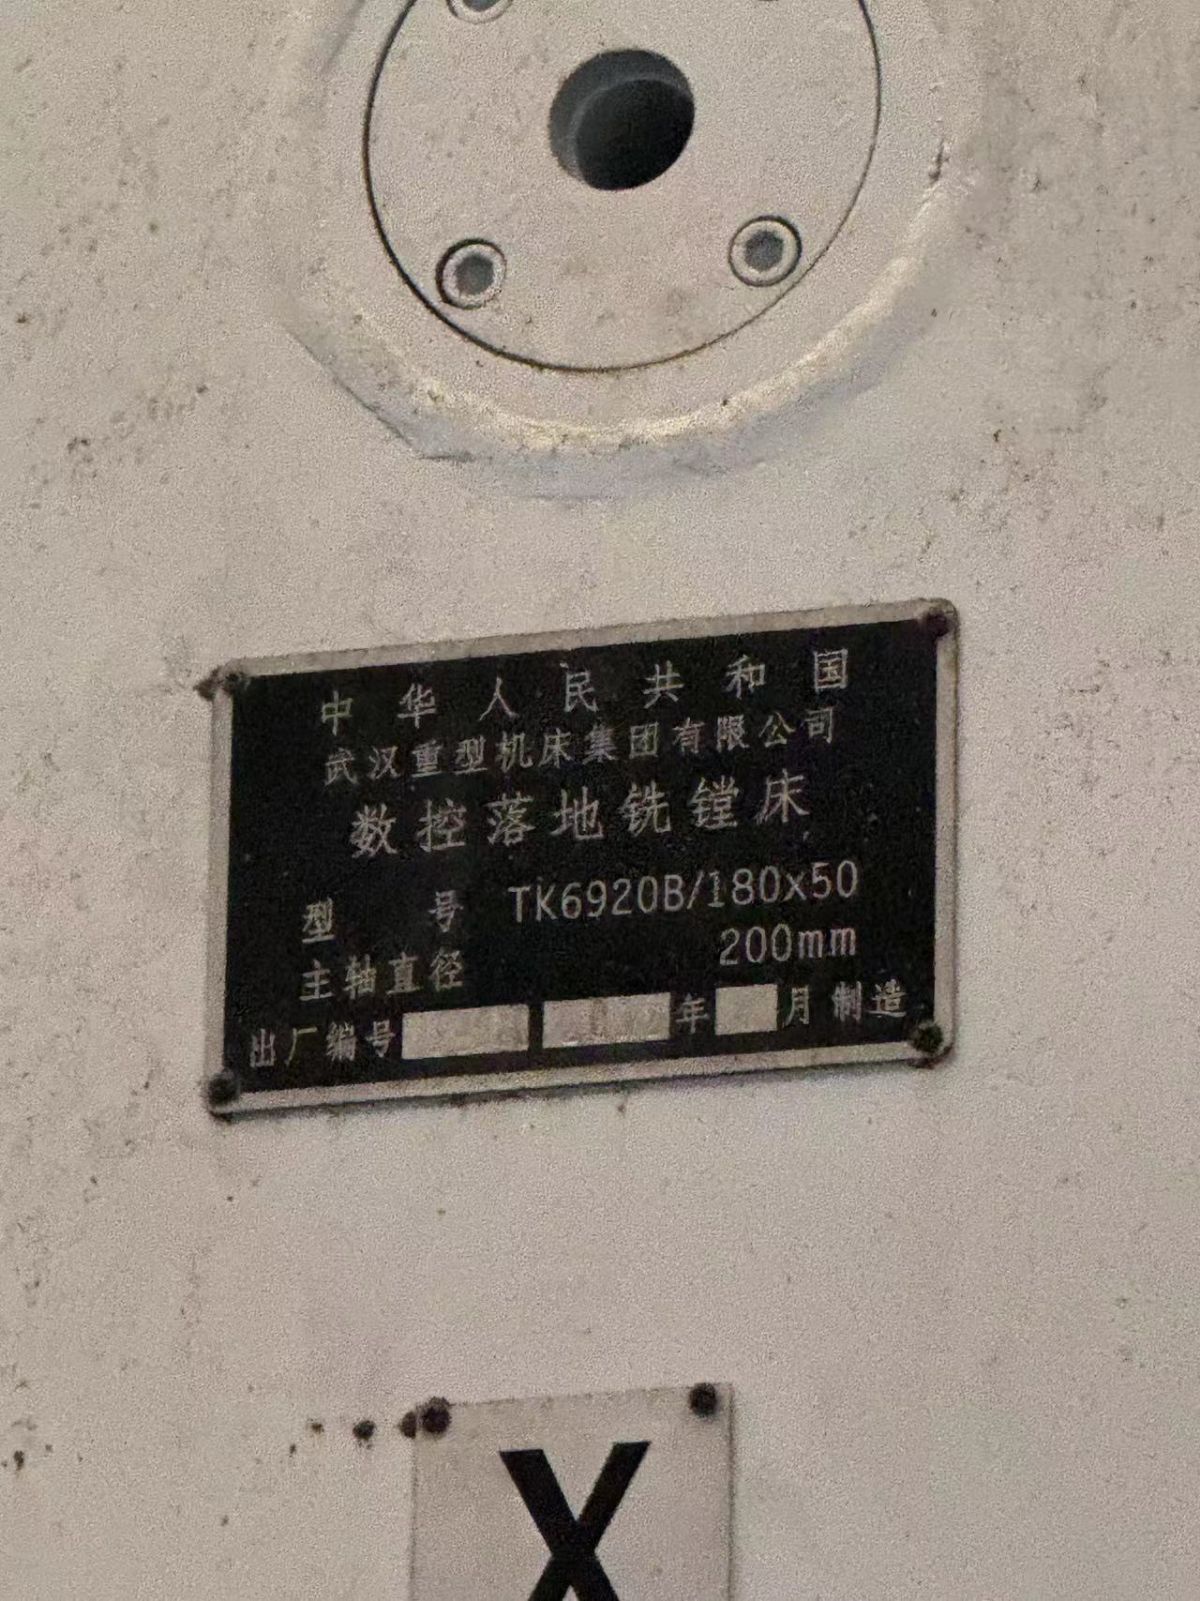 中华人民共和国
武汉重型机床集团有限公司
数控落地铣镗床
型号 TK6920B/180x50
主轴直径 200mm
出厂编号 年 月制造
X